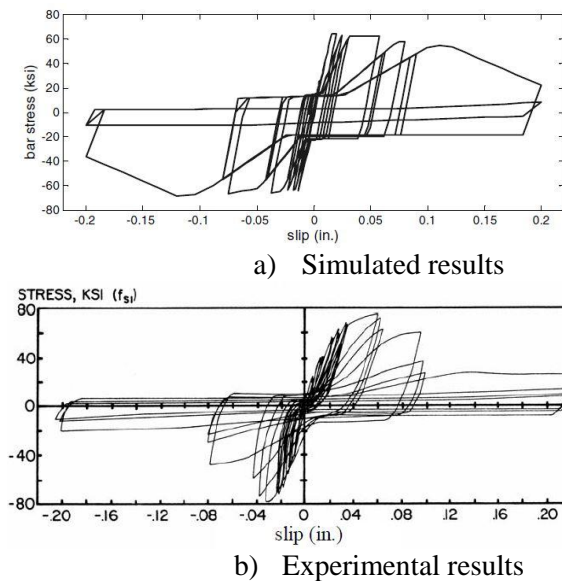 80
60
40
20
0
-20
-40
-60
-80
bar stress (ksi)
-0.2 -0.15 -0.1 -0.05 0 0.05 0.1 0.15 0.2
slip (in.)
a) Simulated results
STRESS, KSI (fSI)
80
40
0
-40
-80
-.20 -.16 -.12 -0.8 -.04 0 .04 .08 .12 .16 .20
slip (in.)
b) Experimental results